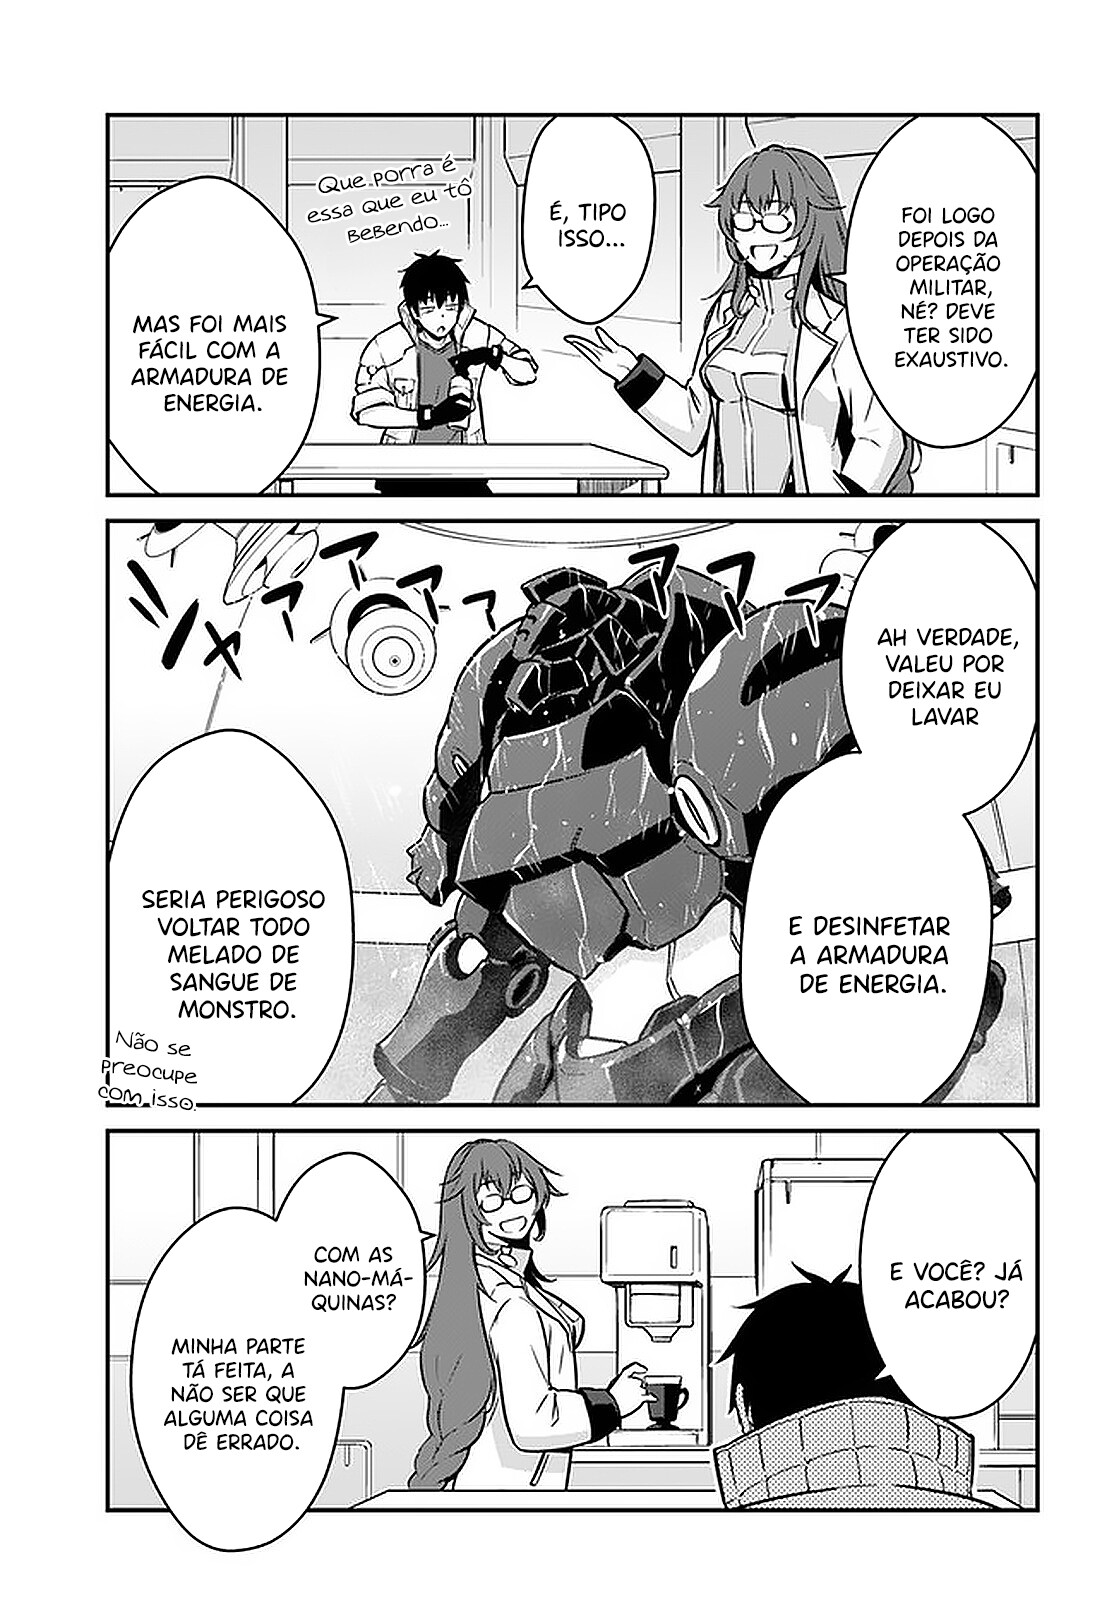 FOI LOGO
DEPOIS DA
OPERAÇÃO
MILITAR,
NÉ? DEVE
TER SIDO
EXAUSTIVO.
É, TIPO
ISSO...
Que porra é
essa que eu tô
BeBendo...
MAS FOI MAIS
FÁCIL COM A
ARMADURA DE
ENERGIA.
AH VERDADE,
VALEU POR
DEIXAR EU
LAVAR
E DESINFETAR
A ARMADURA
DE ENERGIA.
SERIA PERIGOSO
VOLTAR TODO
MELADO DE
SANGUE DE
MONSTRO.
Não se
preocupe
com isso.
E VOCÊ? JÁ
ACABOU?
COM AS
NANO-MÁ-
QUINAS?
MINHA PARTE
TÁ FEITA, A
NÃO SER QUE
ALGUMA COISA
DÊ ERRADO.